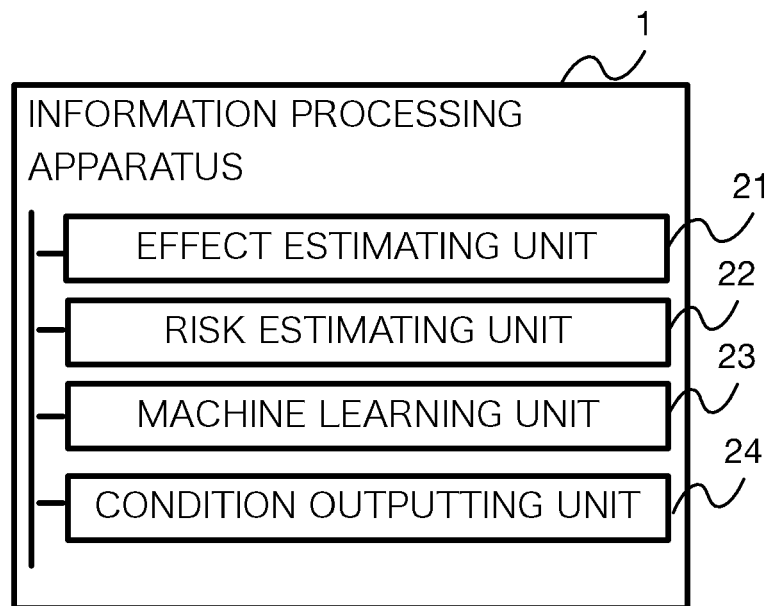 1
INFORMATION PROCESSING
APPARATUS
21
EFFECT ESTIMATING UNIT
22
RISK ESTIMATING UNIT
23
MACHINE LEARNING UNIT
24
CONDITION OUTPUTTING UNIT